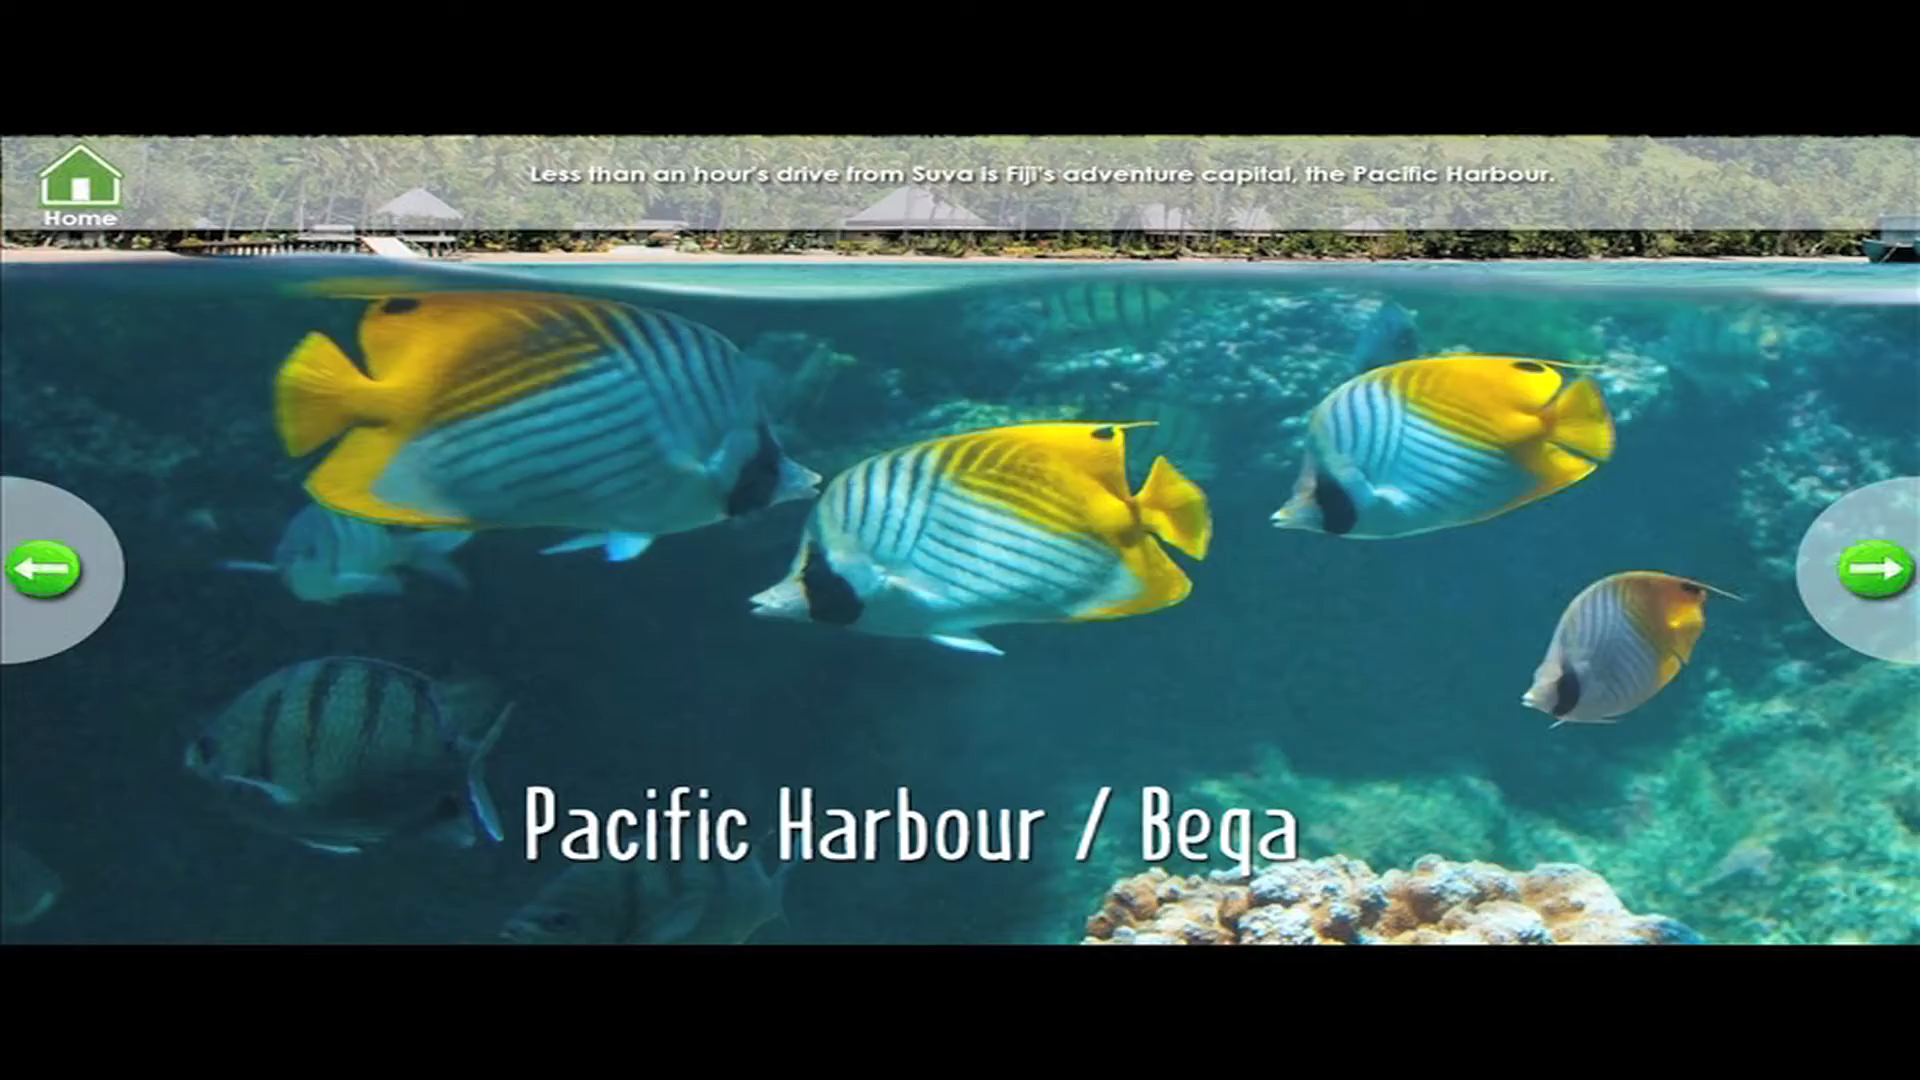 Less than an hour's drive from Suva is Fiji's adventure capital, the Pacific Harbour.
Home
Pacific Harbour / Beqa